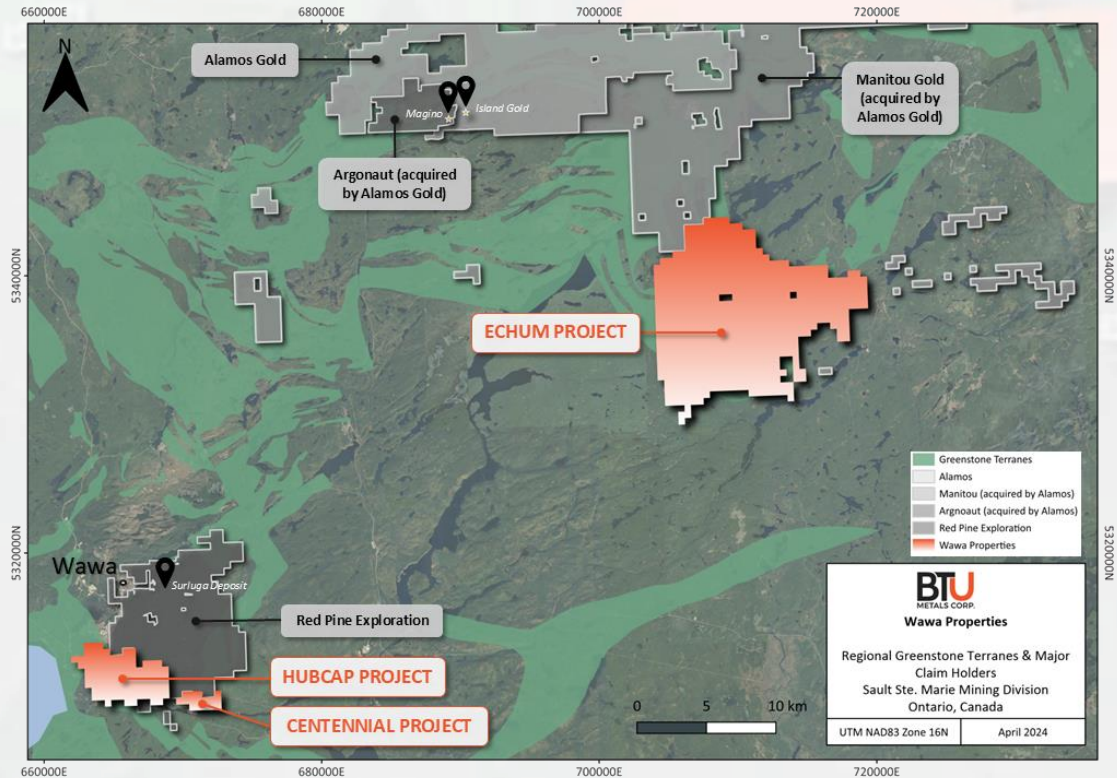 660000E
680000E
700000E
720000E
N
Alamos Gold
Manitou Gold
(acquired by
Alamos Gold)
Magino
Island Gold
Argonaut (acquired
by Alamos Gold)
5340000N
5340000N
ECHUM PROJECT
Greenstone Terranes
Alamos
Manitou (acquired by Alamos)
Argnoaut (acquired by Alamos)
Red Pine Exploration
Wawa Properties
5320000N
5320000N
Wawa
Surluga Deposit
Red Pine Exploration
HUBCAP PROJECT
CENTENNIAL PROJECT
0 5 10 km
BTU
METALS CORP.
Wawa Properties
Regional Greenstone Terranes & Major
Claim Holders
Sault Ste. Marie Mining Division
Ontario, Canada
UTM NAD83 Zone 16N
April 2024
660000E
680000E
700000E
720000E